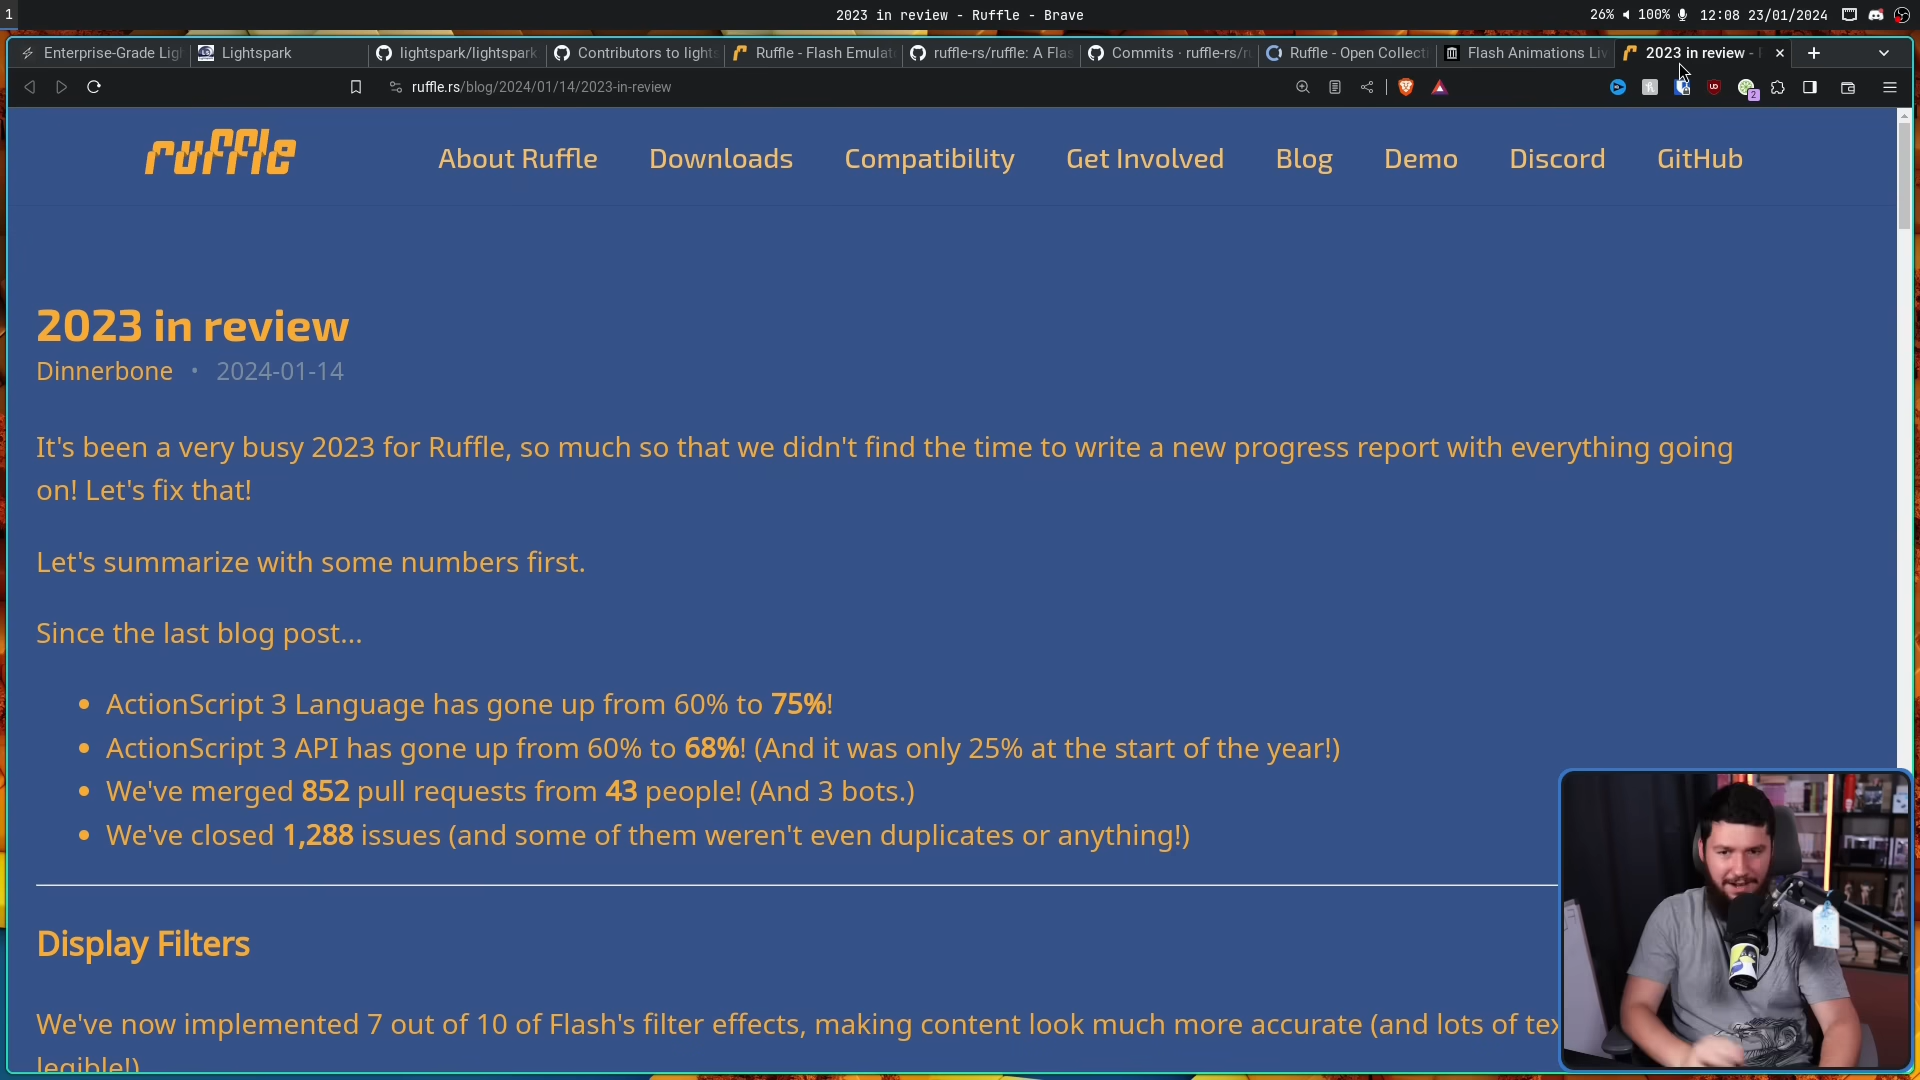 1
2023 in review - Ruffle - Brave
26% 100% 12:08 23/01/2024
Enterprise-Grade Lig
Lightspark
lightspark/lightspark
Contributors to lights
Ruffle - Flash Emulat
ruffle-rs/ruffle: A Flas
Commits · ruffle-rs/ru
Ruffle - Open Collecti
Flash Animations Liv
2023 in review -
ruffle.rs/blog/2024/01/14/2023-in-review
2
ruffle
About Ruffle
Downloads
Compatibility
Get Involved
Blog
Demo
Discord
GitHub
2023 in review
Dinnerbone • 2024-01-14
It's been a very busy 2023 for Ruffle, so much so that we didn't find the time to write a new progress report with everything going
on! Let's fix that!
Let's summarize with some numbers first.
Since the last blog post...
• ActionScript 3 Language has gone up from 60% to 75%!
• ActionScript 3 API has gone up from 60% to 68%! (And it was only 25% at the start of the year!)
• We've merged 852 pull requests from 43 people! (And 3 bots.)
• We've closed 1,288 issues (and some of them weren't even duplicates or anything!)
Display Filters
We've now implemented 7 out of 10 of Flash's filter effects, making content look much more accurate (and lots of tex
legible!)